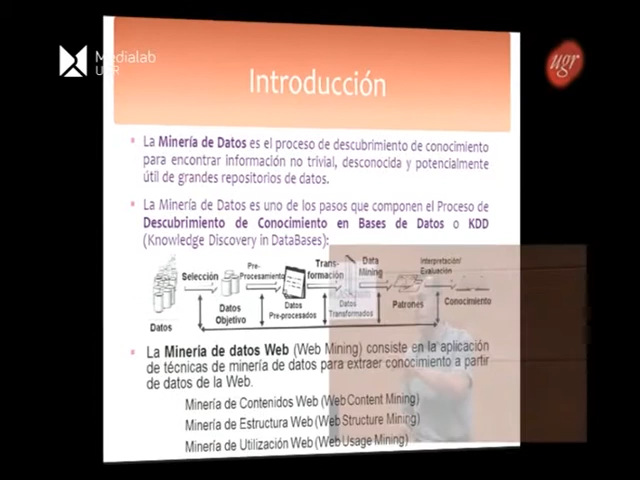 Medialab
UGR
ugr
Introducción
La Minería de Datos es el proceso de descubrimiento de conocimiento
para encontrar información no trivial, desconocida y potencialmente
útil de grandes repositorios de datos.
La Minería de Datos es uno de los pasos que componen el Proceso de
Descubrimiento de Conocimiento en Bases de Datos o KDD
(Knowledge Discovery in DataBases):
Selección
Pre-
Procesamiento
Trans-
formación
Data
Mining
Interpretación/
Evaluación
Datos
Datos
Objetivo
Datos
Pre-procesados
Datos
Transformados
Patrones
Conocimiento
La Minería de datos Web (Web Mining) consiste en la aplicación
de técnicas de minería de datos para extraer conocimiento a partir
de datos de la Web.
Minería de Contenidos Web (Web Content Mining)
Minería de Estructura Web (Web Structure Mining)
Minería de Utilización Web (Web Usage Mining)